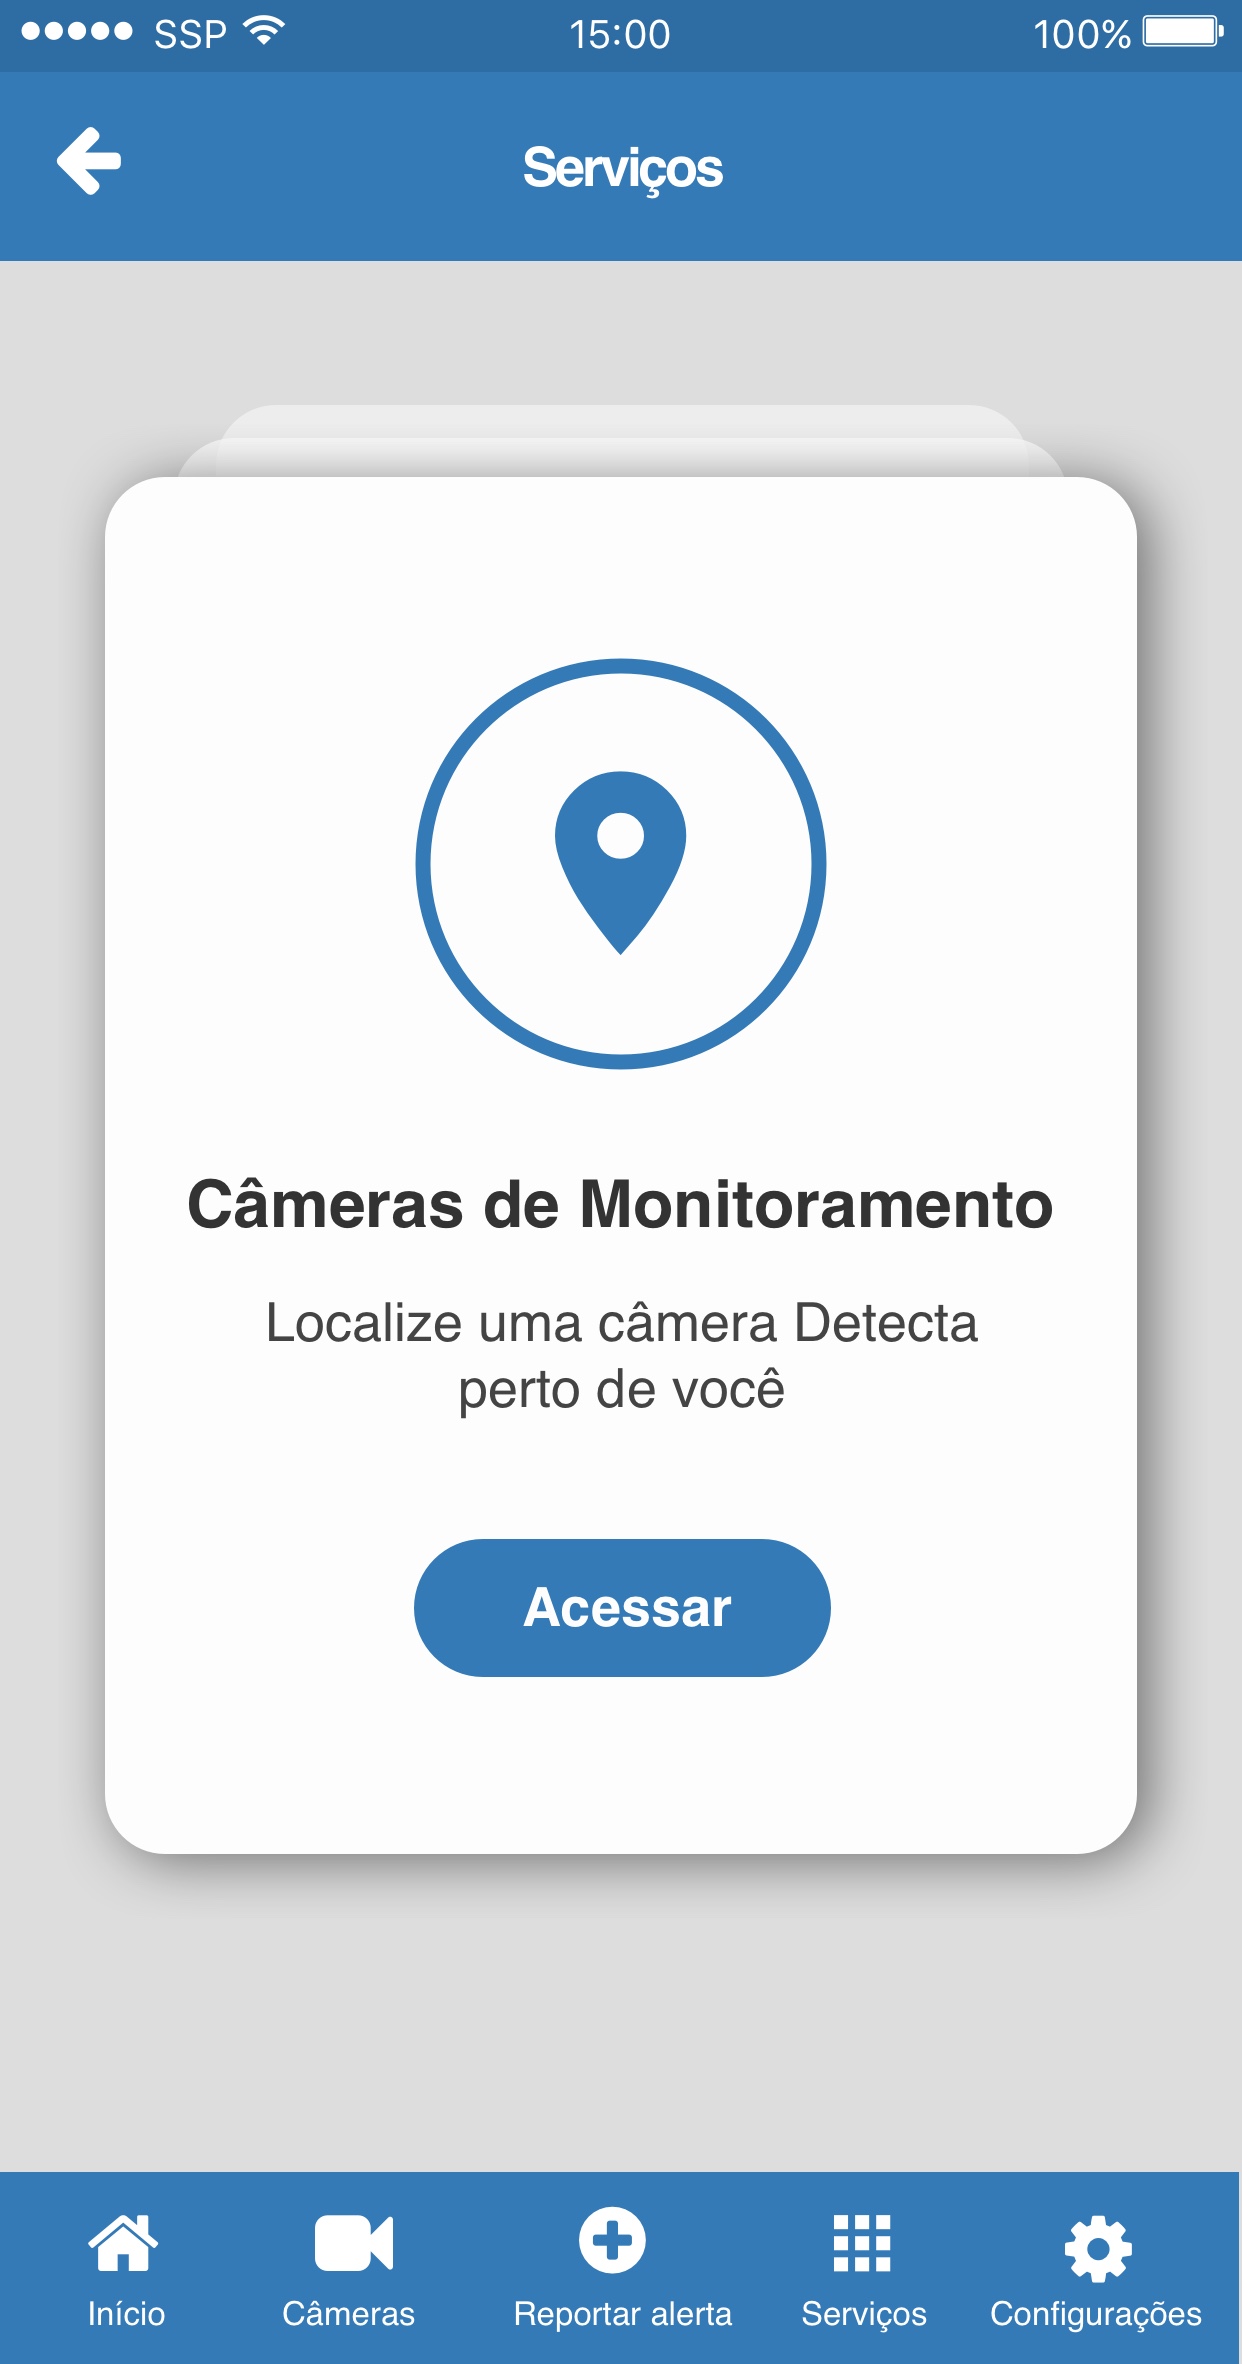 SSP 15:00 100%
Serviços
Câmeras de Monitoramento
Localize uma câmera Detecta
perto de você
Acessar
Início Câmeras Reportar alerta Serviços Configurações